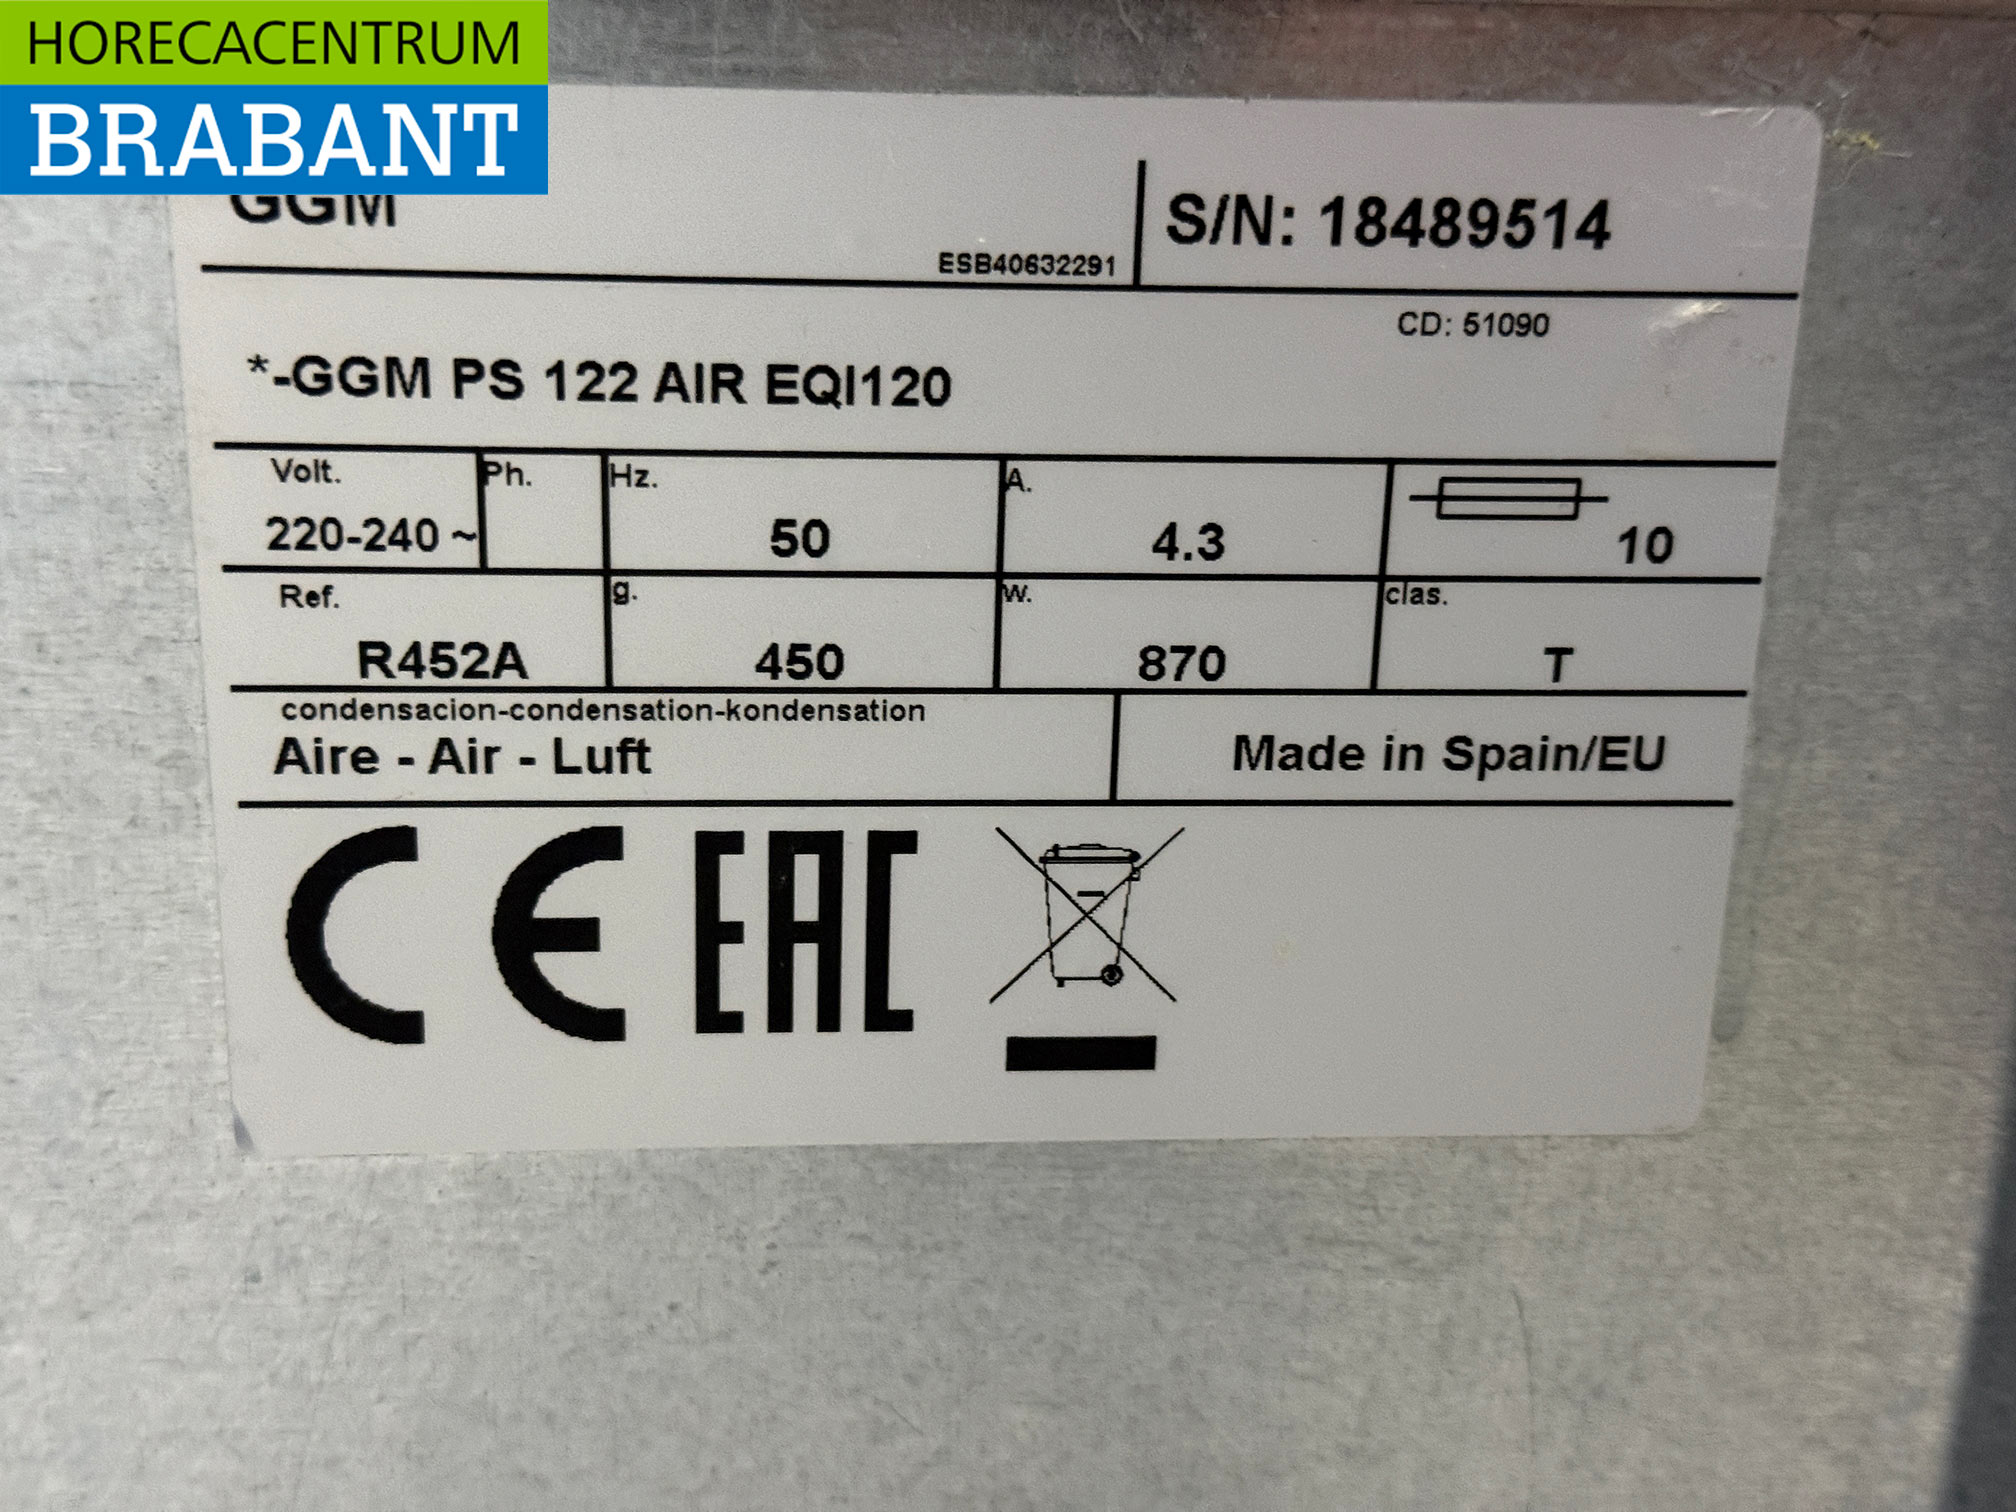 HORECACENTRUM
BRABANT
GGM
ESB40632291
S/N: 18489514
CD: 51090
*-GGM PS 122 AIR EQI120
Volt. Ph. Hz. A.
220-240 ~ 50 4.3 10
Ref. g. w. clas.
R452A 450 870 T
condensacion-condensation-kondensation
Aire - Air - Luft
Made in Spain/EU
CE EAC